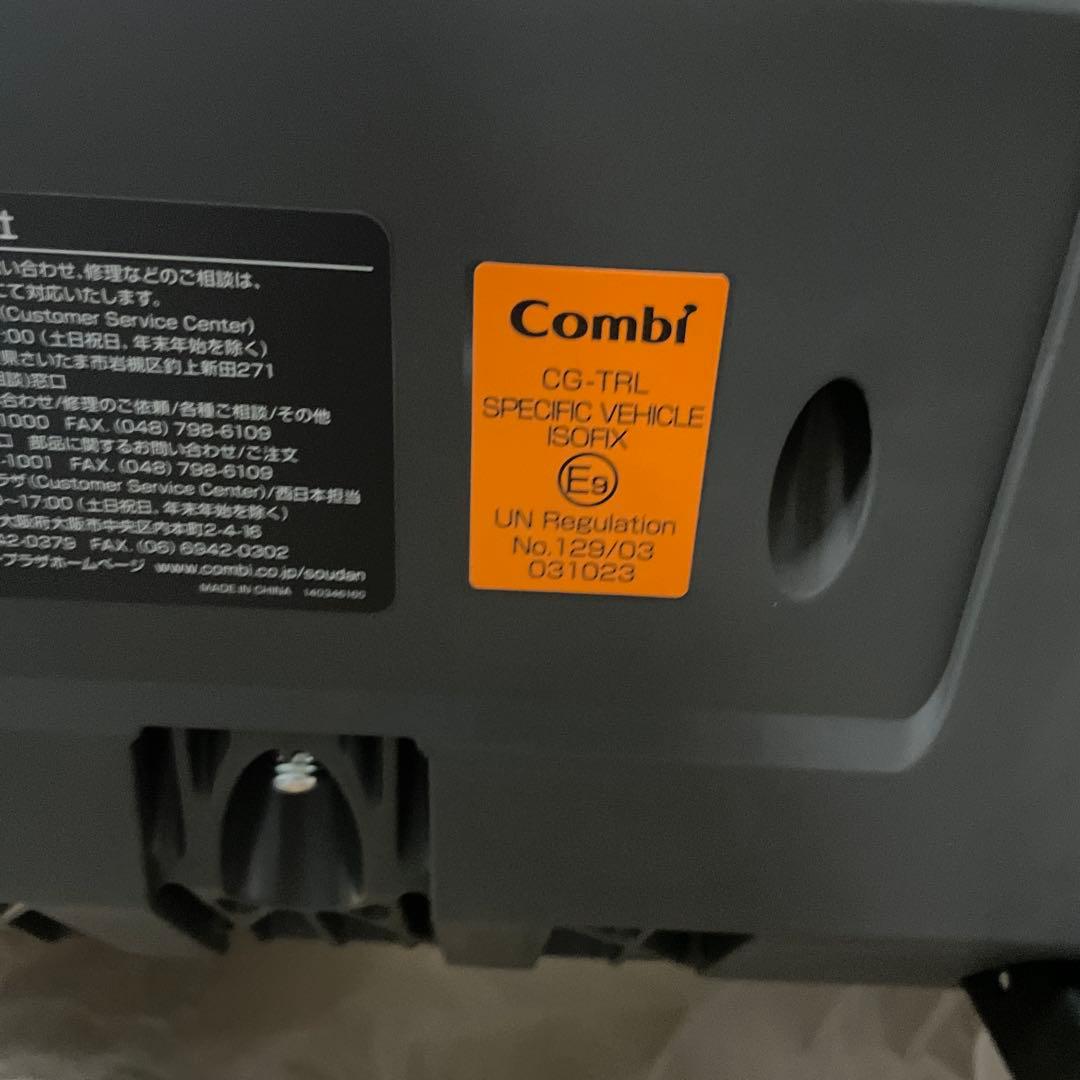 社
い合わせ、修理などのご相談は、
にて対応いたします。
(Customer Service Center)
:00 (土日祝日、年末年始を除く)
県さいたま市岩槻区釣上新田271
相談)窓口
合わせ/修理のご依頼/各種ご相談/その他
1000 FAX. (048) 798-6109
口 部品に関するお問い合わせ/ご注文
-1001 FAX. (048) 798-6109
ラザ(Customer Service Center)/西日本担当
~17:00 (土日祝日、年末年始を除く)
大阪府大阪市中央区内本町2-4-16
42-0379 FAX. (06) 6942-0302
ープラザホームページ www.combi.co.jp/soudan
MADE IN CHINA
Combi
CG-TRL
SPECIFIC VEHICLE
ISOFIX
E9
UN Regulation
No.129/03
031023